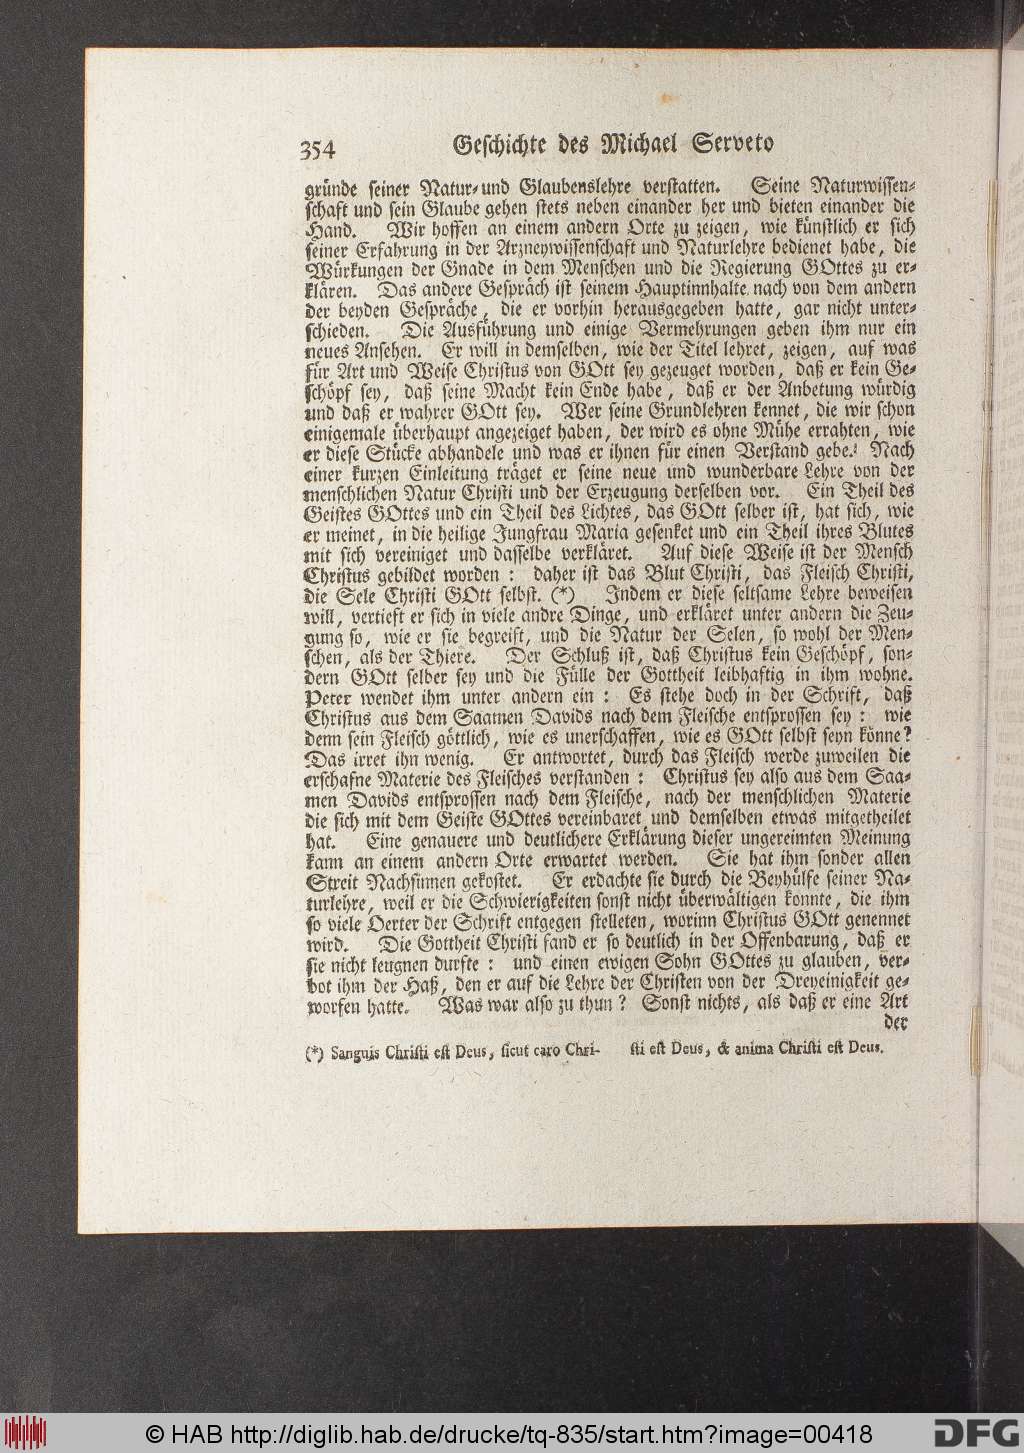 354 Geschichte des Michael Serveto
gründe seiner Natur-und Glaubenslehre verstatten. Seine Naturwissen-
schaft und sein Glaube gehen stets neben einander her und bieten einander die
Hand. Wir hoffen an einem andern Orte zu zeigen, wie künstlich er sich
seiner Erfahrung in der Arzneywissenschaft und Naturlehre bedienet habe, die
Würkungen der Gnade in dem Menschen und die Regierung GOttes zu er-
klären. Das andere Gespräch ist seinem Hauptinnhalte nach von dem andern
der beyden Gespräche, die er vorhin herausgegeben hatte, gar nicht unter-
schieden. Die Ausführung und einige Vermehrungen geben ihm nur ein
neues Ansehen. Er will in demselben, wie der Titel lehret, zeigen, auf was
für Art und Weise Christus von GOtt sey gezeuget worden, daß er kein Ge-
schöpf sey, daß seine Macht kein Ende habe, daß er der Anbetung würdig
und daß er wahrer GOtt sey. Wer seine Grundlehren kennet, die wir schon
einigemale überhaupt angezeiget haben, der wird es ohne Mühe errahten, wie
er diese Stücke abhandele und was er ihnen für einen Verstand gebe. Nach
einer kurzen Einleitung träget er seine neue und wunderbare Lehre von der
menschlichen Natur Christi und der Erzeugung derselben vor. Ein Theil des
Geistes GOttes und ein Theil des Lichtes, das GOtt selber ist, hat sich, wie
er meinet, in die heilige Jungfrau Maria gesenket und ein Theil ihres Blutes
mit sich vereiniget und dasselbe verkläret. Auf diese Weise ist der Mensch
Christus gebildet worden: daher ist das Blut Christi, das Fleisch Christi,
die Sele Christi GOtt selbst. (*) Indem er diese seltsame Lehre beweisen
will, vertieft er sich in viele andre Dinge, und erkläret unter andern die Zeu-
gung so, wie er sie begreift, und die Natur der Selen, so wohl der Men-
schen, als der Thiere. Der Schluß ist, daß Christus kein Geschöpf, son-
dern GOtt selber sey und die Fülle der Gottheit leibhaftig in ihm wohne.
Peter wendet ihm unter andern ein: Es stehe doch in der Schrift, daß
Christus aus dem Saamen Davids nach dem Fleische entsprossen sey: wie
denn sein Fleisch göttlich, wie es unerschaffen, wie es GOtt selbst seyn könne?
Das irret ihn wenig. Er antwortet, durch das Fleisch werde zuweilen die
erschafne Materie des Fleisches verstanden: Christus sey also aus dem Saa-
men Davids entsprossen nach dem Fleische, nach der menschlichen Materie
die sich mit dem Geiste GOttes vereinbaret und demselben etwas mitgetheilet
hat. Eine genauere und deutlichere Erklärung dieser ungereimten Meinung
kann an einem andern Orte erwartet werden. Sie hat ihm sonder allen
Streit Nachsinnen gekostet. Er erdachte sie durch die Beyhülfe seiner Na-
turlehre, weil er die Schwierigkeiten sonst nicht überwältigen konnte, die ihm
so viele Oerter der Schrift entgegen stelleten, worinn Christus GOtt genennet
wird. Die Gottheit Christi fand er so deutlich in der Offenbarung, daß er
sie nicht leugnen durfte: und einen ewigen Sohn GOttes zu glauben, ver-
bot ihm der Haß, den er auf die Lehre der Christen von der Dreyeinigkeit ge-
worfen hatte. Was war also zu thun? Sonst nichts, als daß er eine Art
der
(*) Sanguis Christi est Deus, sicut caro Chri- sti est Deus, & anima Christi est Deus.
© HAB http://diglib.hab.de/drucke/tq-835/start.htm?image=00418
DFG